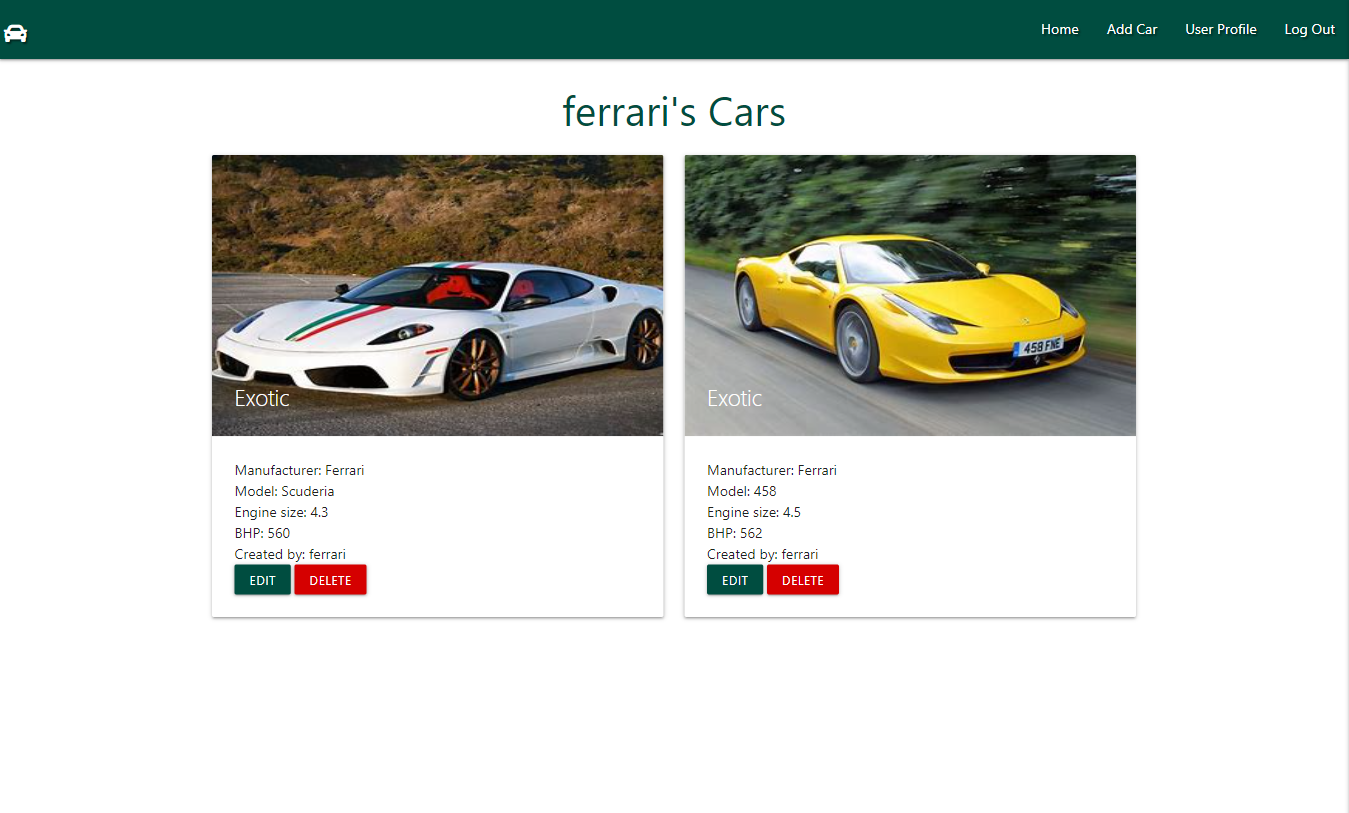 Home Add Car User Profile Log Out
ferrari's Cars
458 FNE
Exotic
Exotic
Manufacturer: Ferrari
Model: Scuderia
Engine size: 4.3
BHP: 560
Created by: ferrari
EDIT DELETE
Manufacturer: Ferrari
Model: 458
Engine size: 4.5
BHP: 562
Created by: ferrari
EDIT DELETE